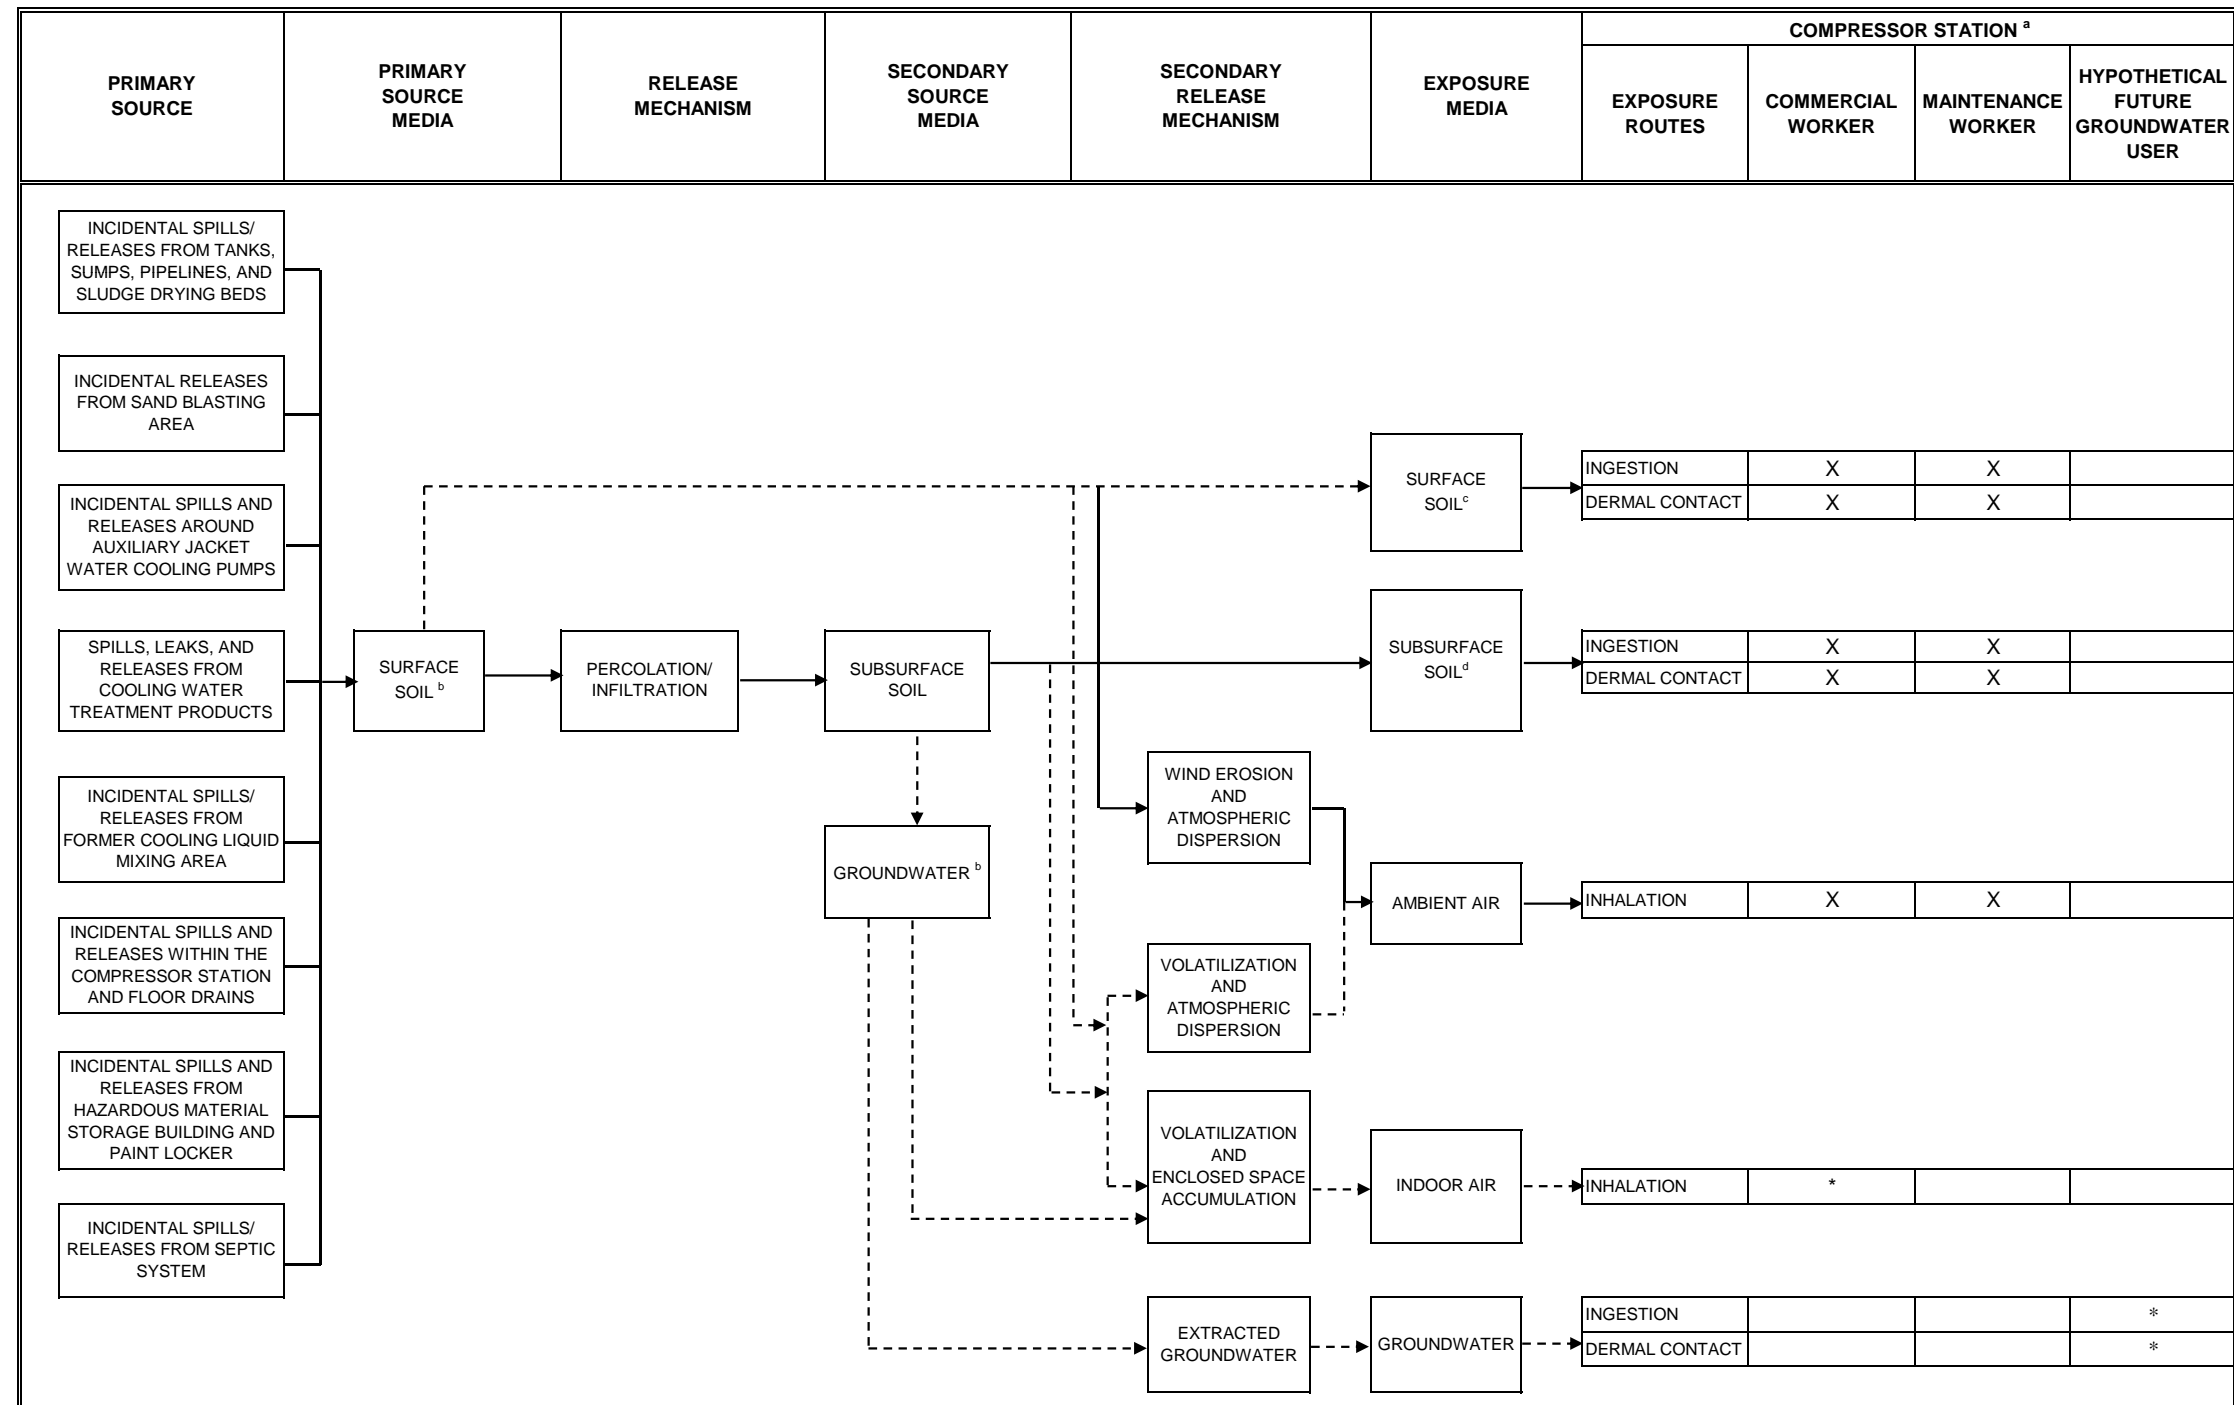 COMPRESSOR STATION a
PRIMARY
SOURCE
PRIMARY
SOURCE
MEDIA
RELEASE
MECHANISM
SECONDARY
SOURCE
MEDIA
SECONDARY
RELEASE
MECHANISM
EXPOSURE
MEDIA
EXPOSURE
ROUTES
COMMERCIAL
WORKER
MAINTENANCE
WORKER
HYPOTHETICAL
FUTURE
GROUNDWATER
USER
INCIDENTAL SPILLS/
RELEASES FROM TANKS,
SUMPS, PIPELINES, AND
SLUDGE DRYING BEDS
INCIDENTAL RELEASES
FROM SAND BLASTING
AREA
INCIDENTAL SPILLS AND
RELEASES AROUND
AUXILIARY JACKET
WATER COOLING PUMPS
SPILLS, LEAKS, AND
RELEASES FROM
COOLING WATER
TREATMENT PRODUCTS
INCIDENTAL SPILLS/
RELEASES FROM
FORMER COOLING LIQUID
MIXING AREA
INCIDENTAL SPILLS AND
RELEASES WITHIN THE
COMPRESSOR STATION
AND FLOOR DRAINS
INCIDENTAL SPILLS AND
RELEASES FROM
HAZARDOUS MATERIAL
STORAGE BUILDING AND
PAINT LOCKER
INCIDENTAL SPILLS/
RELEASES FROM SEPTIC
SYSTEM
SURFACE
SOIL b
PERCOLATION/
INFILTRATION
SUBSURFACE
SOIL
GROUNDWATER b
WIND EROSION
AND
ATMOSPHERIC
DISPERSION
VOLATILIZATION
AND
ATMOSPHERIC
DISPERSION
VOLATILIZATION
AND
ENCLOSED SPACE
ACCUMULATION
EXTRACTED
GROUNDWATER
SURFACE
SOILc
INGESTION X X
DERMAL CONTACT X X
SUBSURFACE
SOILd
INGESTION X X
DERMAL CONTACT X X
AMBIENT AIR
INHALATION X X
INDOOR AIR
INHALATION *
GROUNDWATER
INGESTION *
DERMAL CONTACT *